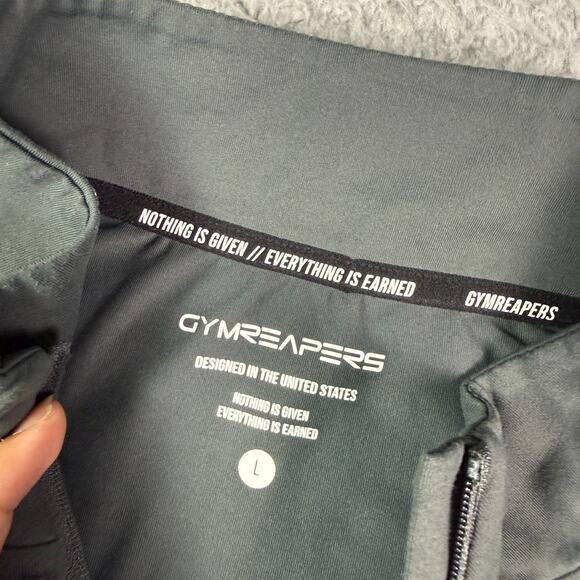 NOTHING IS GIVEN // EVERYTHING IS EARNED GYMREAPERS
GYMREAPERS
DESIGNED IN THE UNITED STATES
NOTHING IS GIVEN
EVERYTHING IS EARNED
L